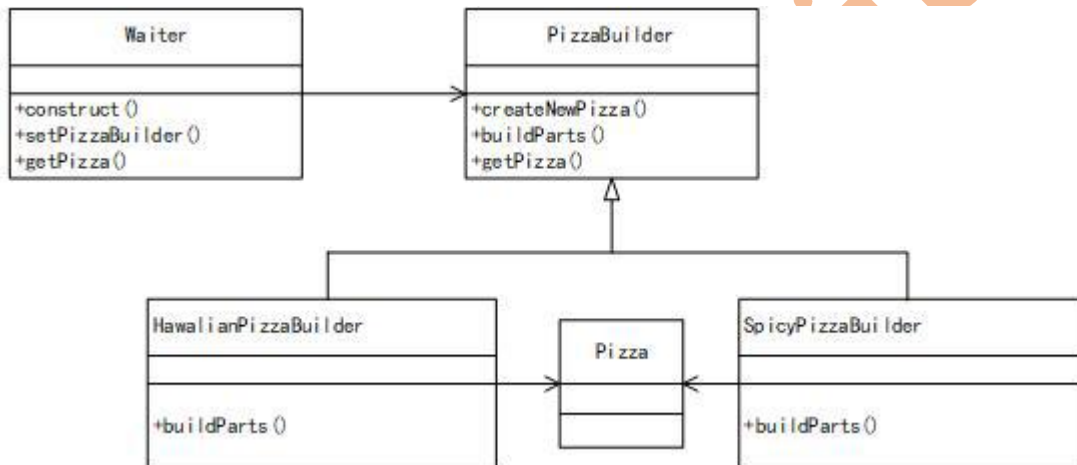 Waiter
+construct()
+setPizzaBuilder()
+getPizza()
PizzaBuilder
+createNewPizza()
+buildParts()
+getPizza()
HawalianPizzaBuilder
+buildParts()
Pizza
SpicyPizzaBuilder
+buildParts()